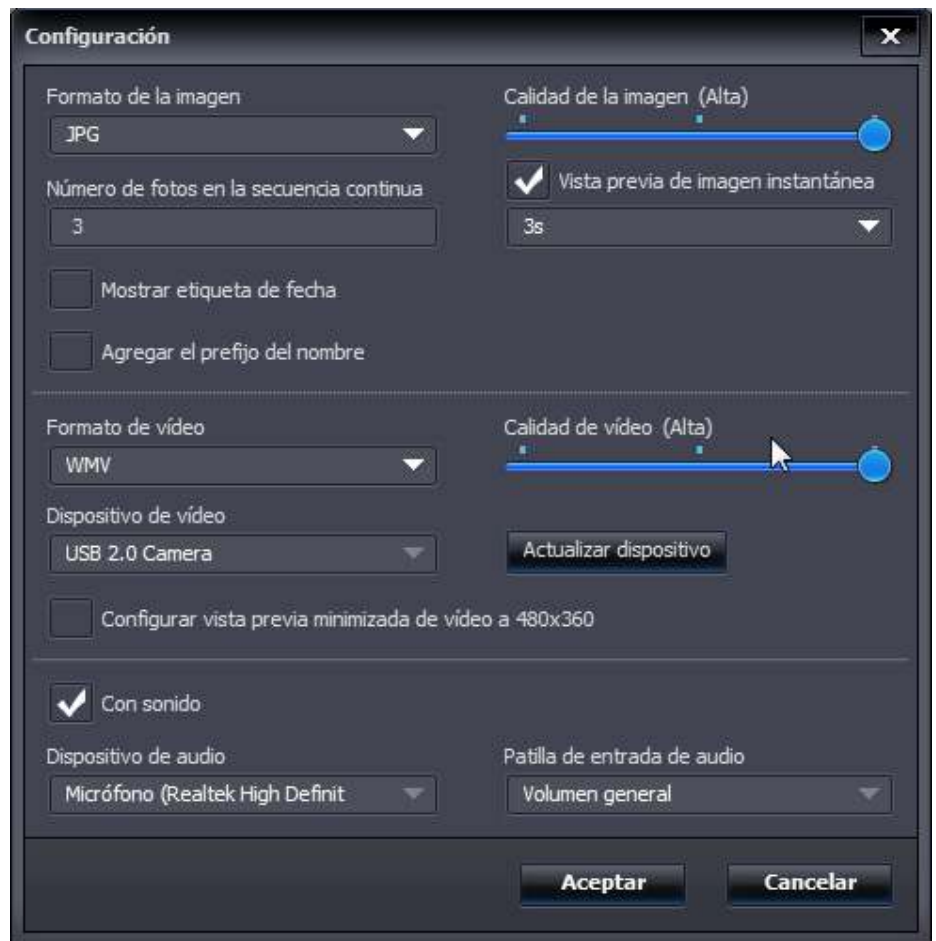 Configuración
Formato de la imagen
Calidad de la imagen (Alta)
JPG
Vista previa de imagen instantánea
Número de fotos en la secuencia continua
3
3s
Mostrar etiqueta de fecha
Agregar el prefijo del nombre
Formato de vídeo
Calidad de vídeo (Alta)
WMV
Dispositivo de vídeo
USB 2.0 Camera
Actualizar dispositivo
Configurar vista previa minimizada de vídeo a 480x360
Con sonido
Dispositivo de audio
Patilla de entrada de audio
Micrófono (Realtek High Definit
Volumen general
Aceptar
Cancelar